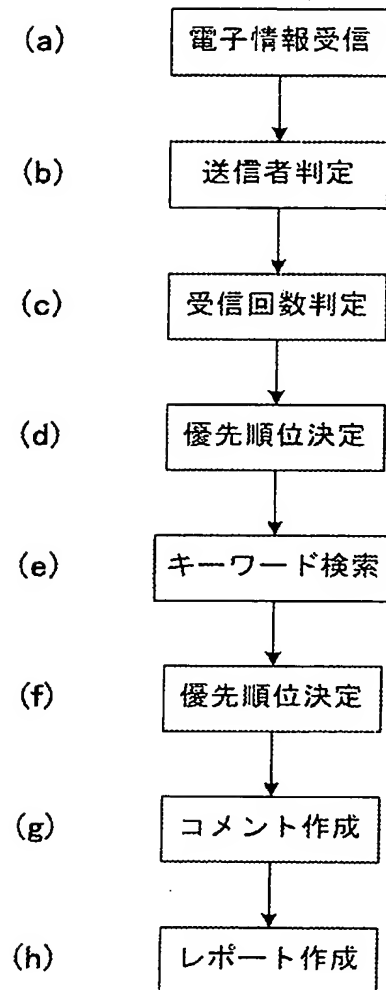 (a) 電子情報受信
(b) 送信者判定
(c) 受信回数判定
(d) 優先順位決定
(e) キーワード検索
(f) 優先順位決定
(g) コメント作成
(h) レポート作成